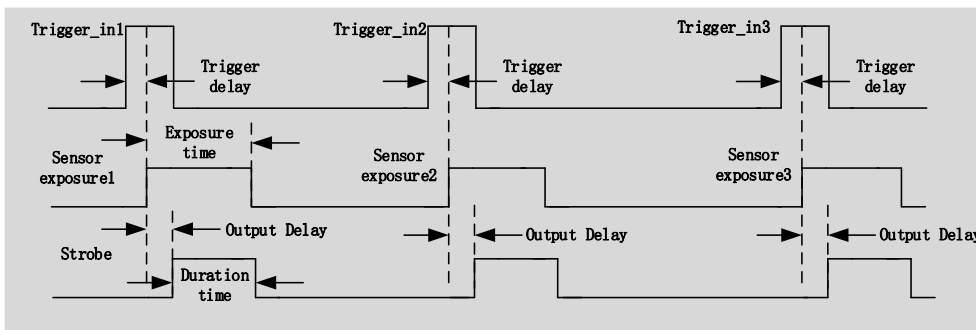 Trigger_in1
Trigger_in2
Trigger_in3
Trigger
delay
Trigger
delay
Trigger
delay
Exposure
time
Sensor
exposure1
Sensor
exposure2
Sensor
exposure3
Output Delay
Output Delay
Output Delay
Strobe
Duration
time